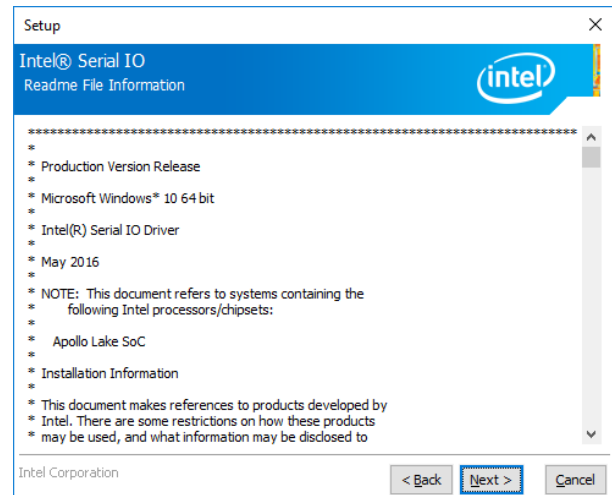 Setup
Intel® Serial IO
Readme File Information
intel
***************************************************************************
*
* Production Version Release
*
* Microsoft Windows* 10 64 bit
*
* Intel(R) Serial IO Driver
*
* May 2016
*
* NOTE: This document refers to systems containing the
* following Intel processors/chipsets:
*
* Apollo Lake SoC
*
* Installation Information
*
* This document makes references to products developed by
* Intel. There are some restrictions on how these products
* may be used, and what information may be disclosed to
Intel Corporation
< Back
Next >
Cancel